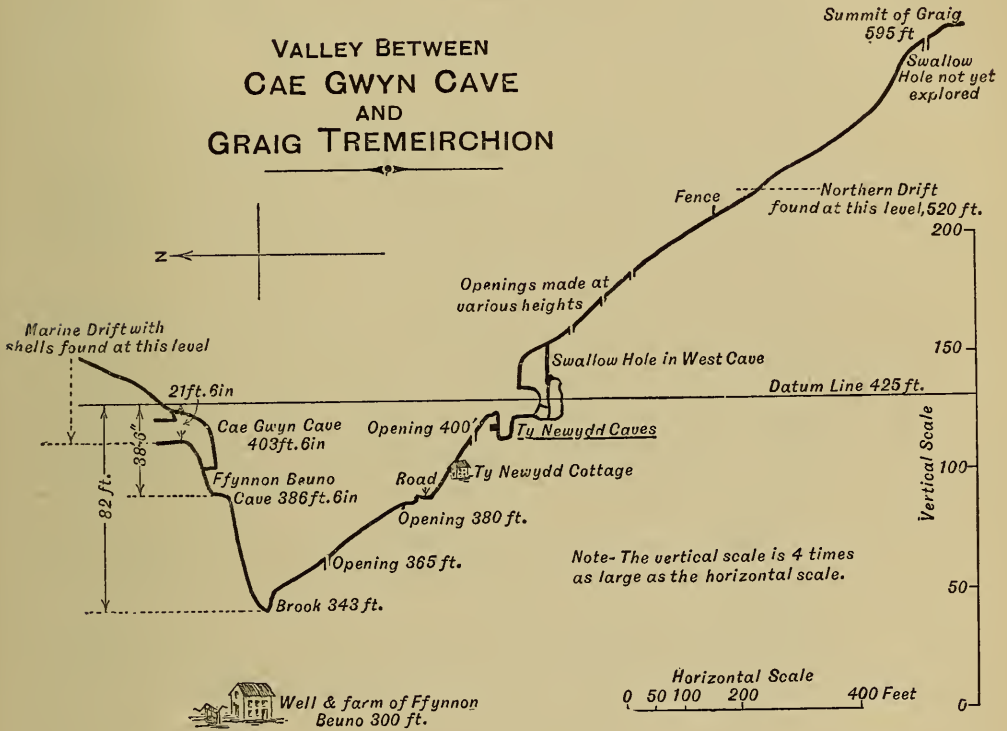 VALLEY BETWEEN
CAE GWYN CAVE
AND
GRAIG TREMEIRCHION
Summit of Graig
595 ft
Swallow
Hole not yet
explored
Northern Drift
found at this level, 520 ft.
Fence
200
N
Openings made at
various heights
Marine Drift with
shells found at this level
Swallow Hole in West Cave
150
21ft. 6in
Datum Line 425 ft.
Cae Gwyn Cave
403ft. 6in
Opening 400'
Ty Newydd Caves
38·6"
82 ft.
Vertical Scale
Ffynnon Beuno
Cave 386ft. 6in
Road
Ty Newydd Cottage
100
Opening 380 ft.
Opening 365 ft.
Note- The vertical scale is 4 times
as large as the horizontal scale.
50
Brook 343 ft.
Horizontal Scale
0 50 100 200 400 Feet
0
Well & farm of Ffynnon
Beuno 300 ft.